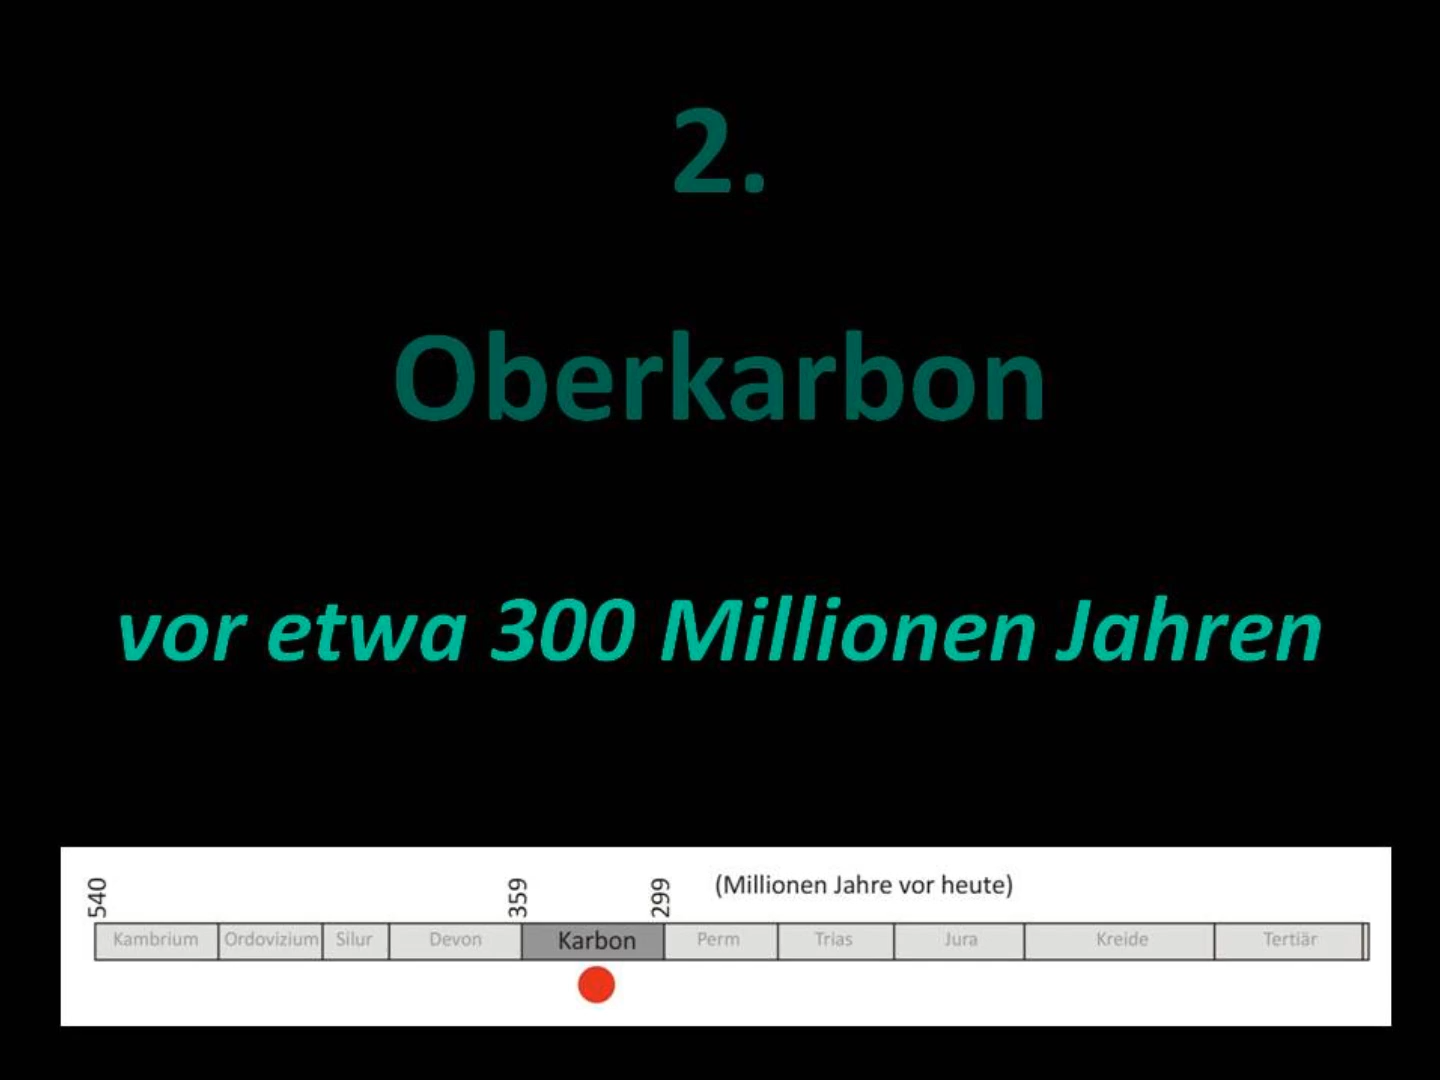 2.
Oberkarbon
vor etwa 300 Millionen Jahren
540 359 299 (Millionen Jahre vor heute)
Kambrium Ordovizium Silur Devon Karbon Perm Trias Jura Kreide Tertiär